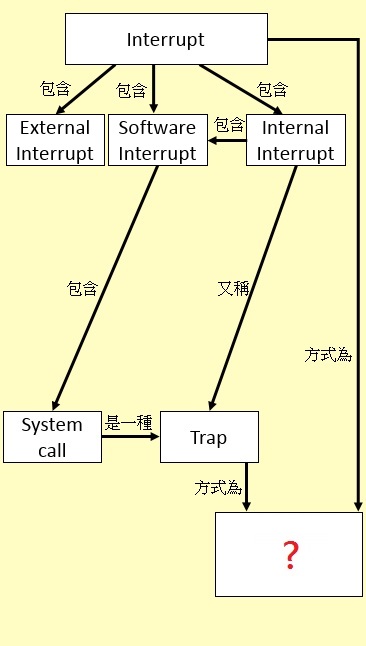 Interrupt
包含
包含
包含
External
Interrupt
Software
Interrupt
包含
Internal
Interrupt
包含
又稱
方式為
System
call
是一種
Trap
方式為
?